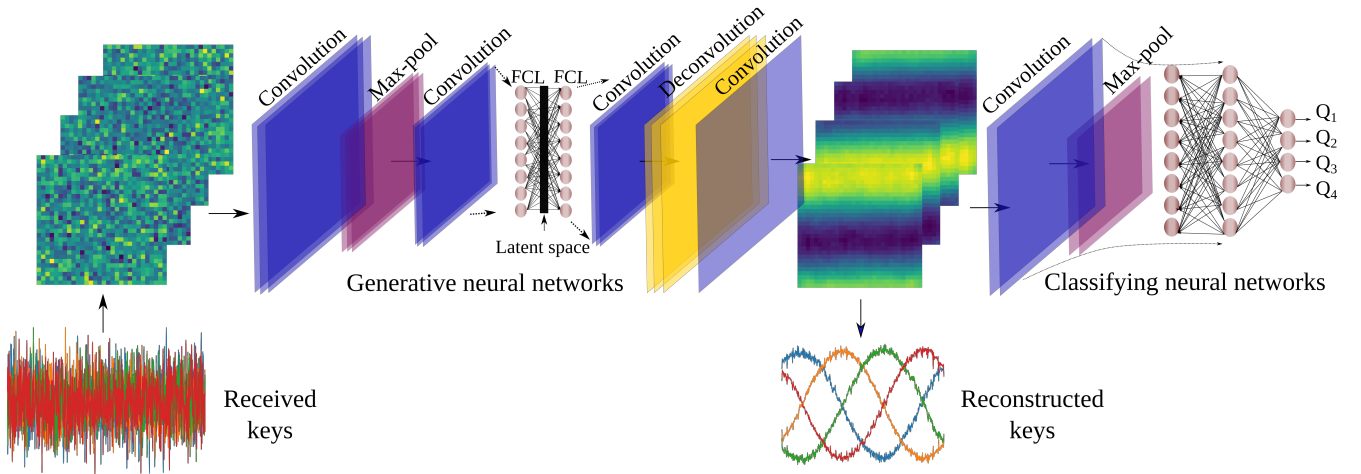 Convolution
Max-pool
Convolution
FCL FCL
Latent space
Convolution
Deconvolution
Convolution
Convolution
Max-pool
Q1
Q2
Q3
Q4
Generative neural networks
Classifying neural networks
Received
keys
Reconstructed
keys